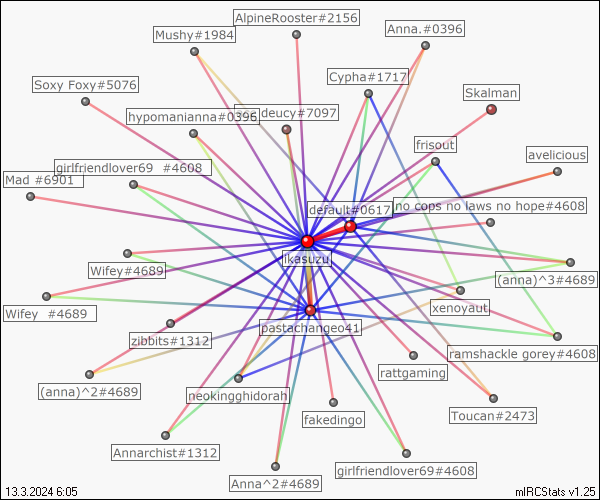 AlpineRooster#2156
Mushy#1984
Anna.#0396
Cypha#1717
Soxy Foxy#5076
Skalman
hypomanianna#0396
deucy#7097
frisout
avelicious
girlfriendlover69 #4608
Mad #6901
default#0617
no cops no laws no hope#4608
ikasuzu
Wifey#4689
(anna)^3#4689
xenoyaut
Wifey #4689
pastachangeo41
zibbits#1312
ramshackle gorey#4608
rattgaming
(anna)^2#4689
neokingghidorah
fakedingo
Toucan#2473
Annarchist#1312
girlfriendlover69#4608
Anna^2#4689
13.3.2024 6:05
mIRCStats v1.25